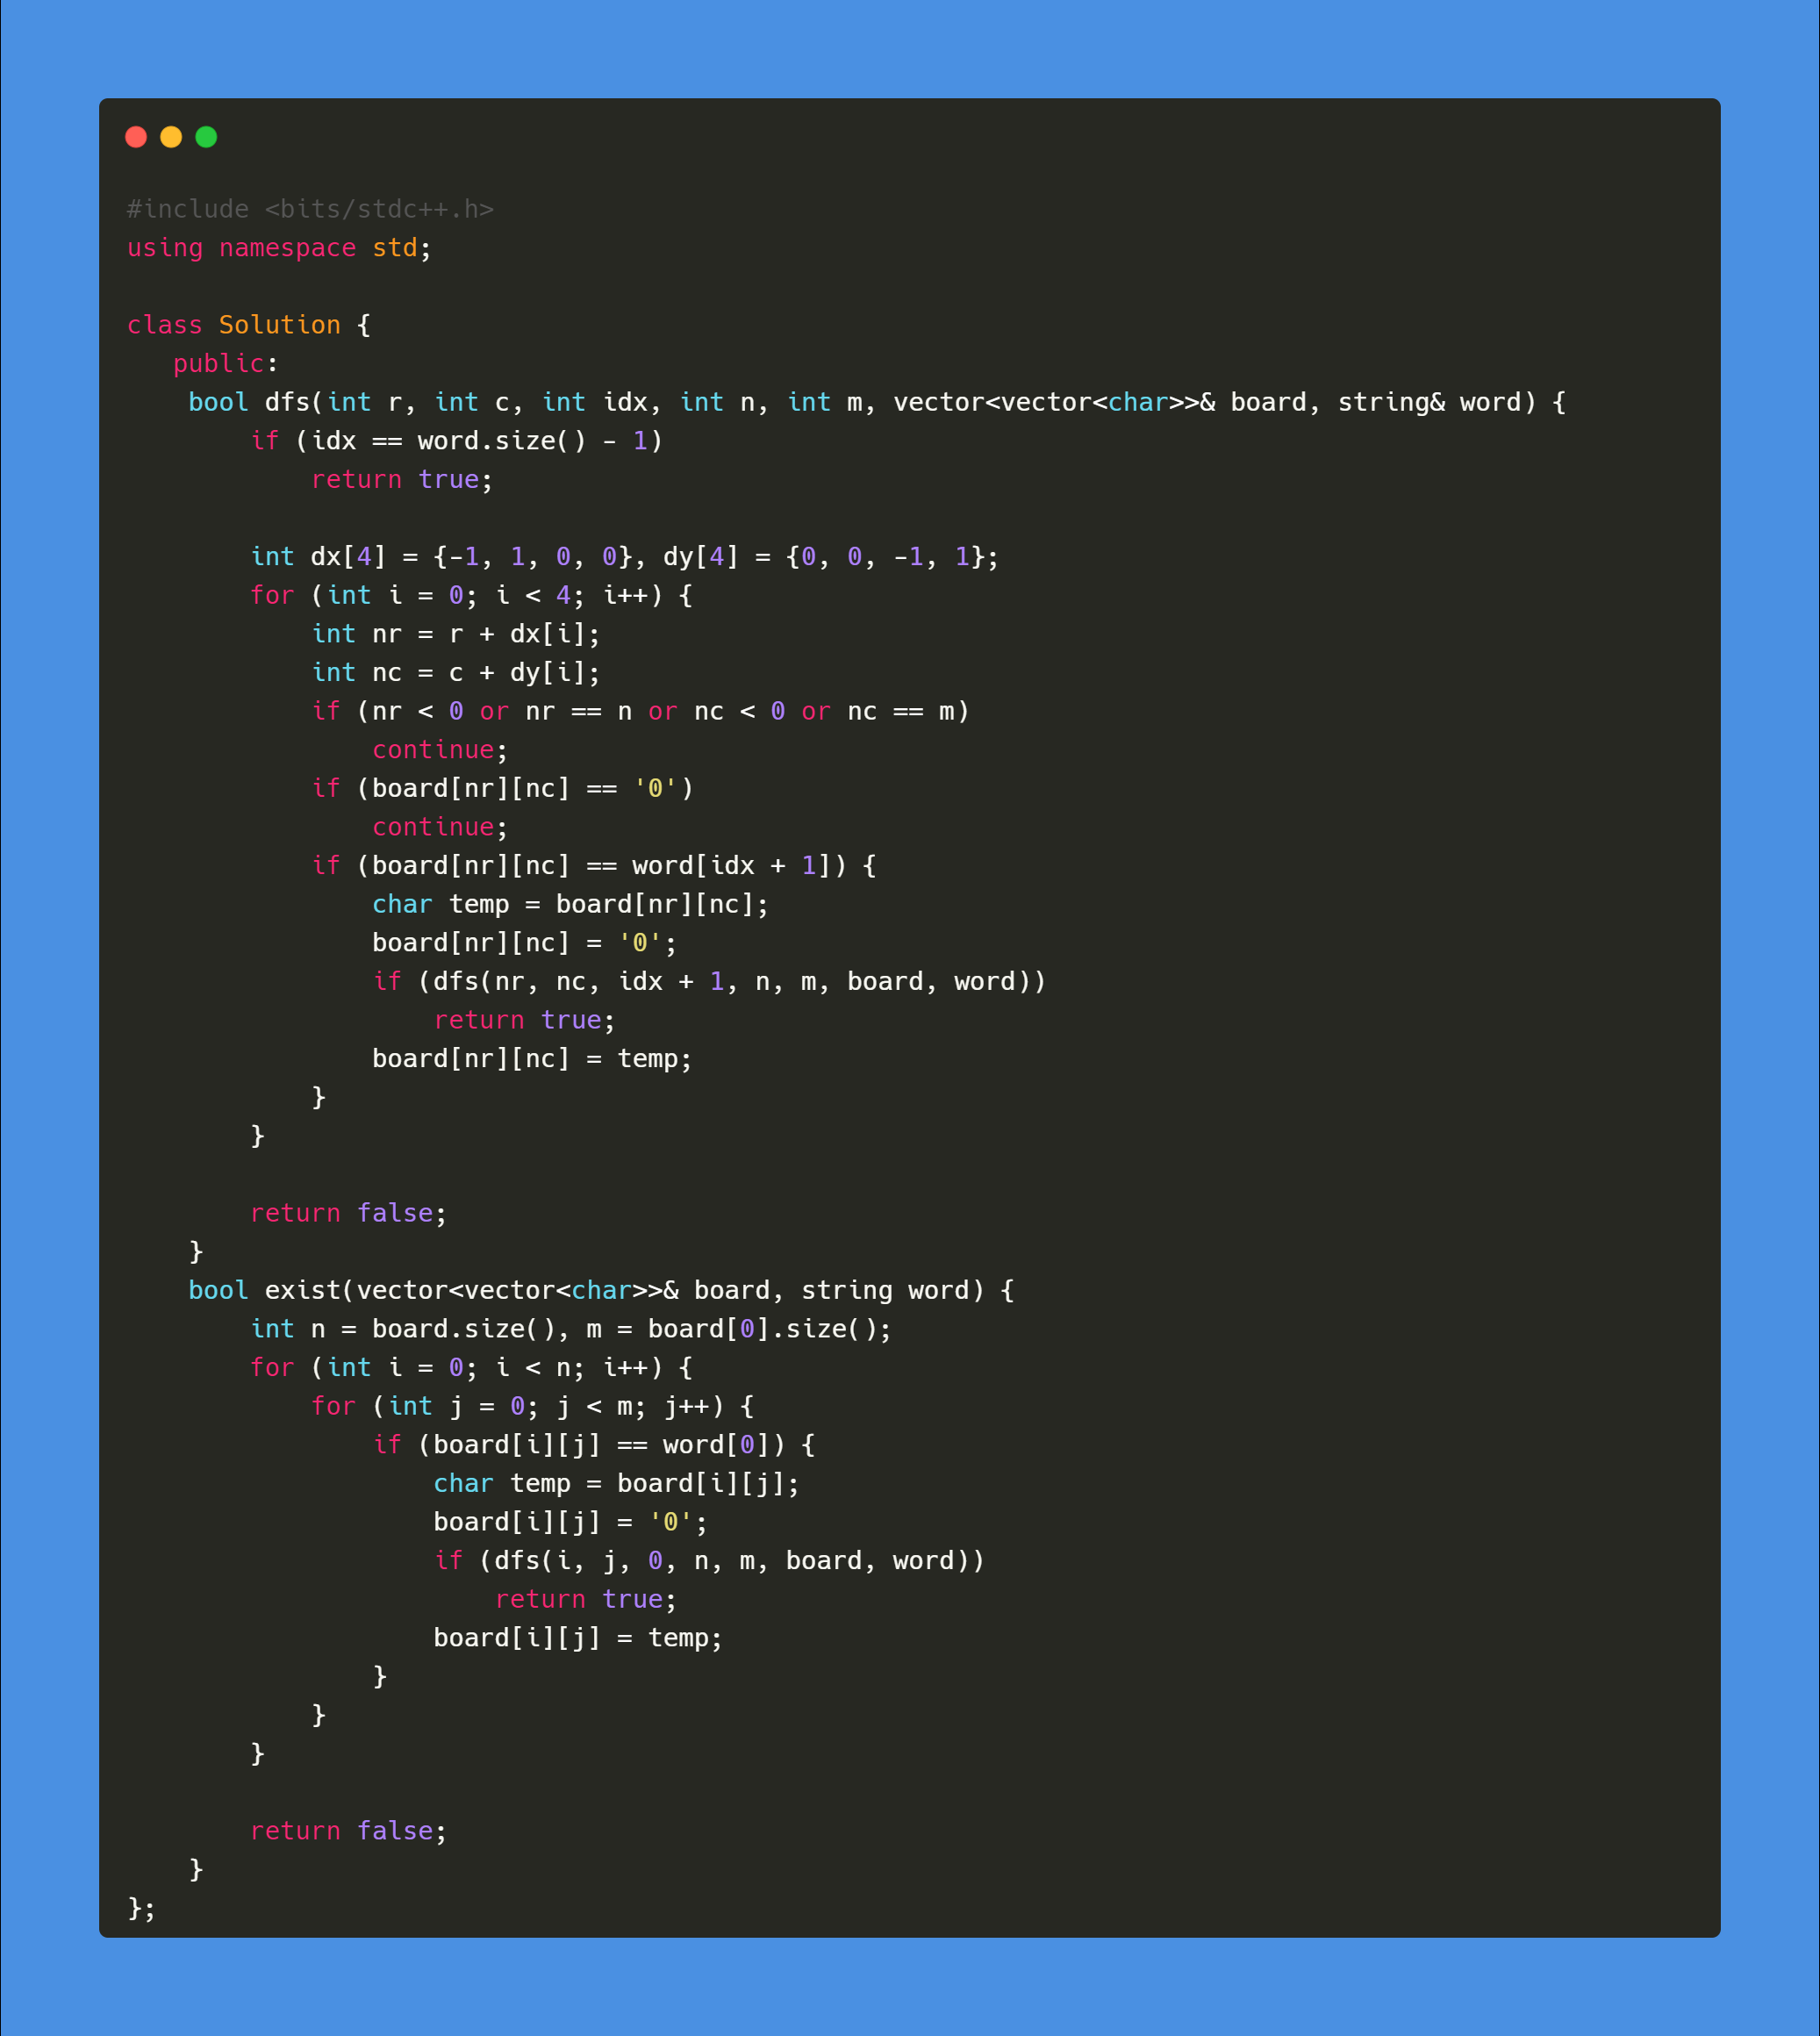 #include <bits/stdc++.h>
using namespace std;

class Solution {
   public:
    bool dfs(int r, int c, int idx, int n, int m, vector<vector<char>>& board, string& word) {
        if (idx == word.size() - 1)
            return true;

        int dx[4] = {-1, 1, 0, 0}, dy[4] = {0, 0, -1, 1};
        for (int i = 0; i < 4; i++) {
            int nr = r + dx[i];
            int nc = c + dy[i];
            if (nr < 0 or nr == n or nc < 0 or nc == m)
                continue;
            if (board[nr][nc] == '0')
                continue;
            if (board[nr][nc] == word[idx + 1]) {
                char temp = board[nr][nc];
                board[nr][nc] = '0';
                if (dfs(nr, nc, idx + 1, n, m, board, word))
                    return true;
                board[nr][nc] = temp;
            }
        }

        return false;
    }
    bool exist(vector<vector<char>>& board, string word) {
        int n = board.size(), m = board[0].size();
        for (int i = 0; i < n; i++) {
            for (int j = 0; j < m; j++) {
                if (board[i][j] == word[0]) {
                    char temp = board[i][j];
                    board[i][j] = '0';
                    if (dfs(i, j, 0, n, m, board, word))
                        return true;
                    board[i][j] = temp;
                }
            }
        }

        return false;
    }
};